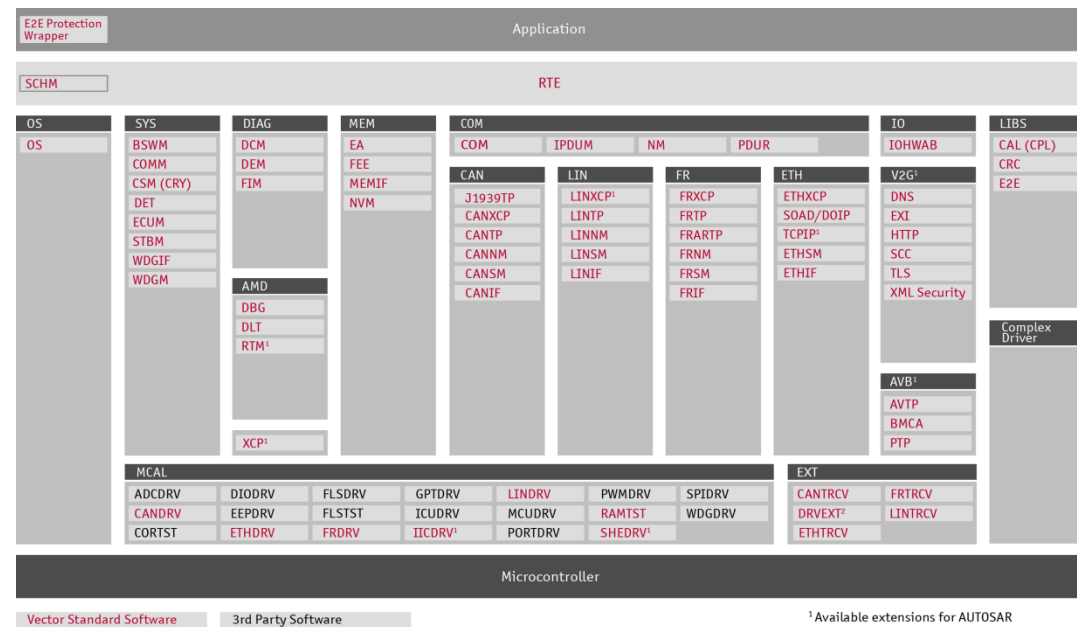 E2E Protection
Wrapper
Application
SCHM
RTE
OS
OS
SYS
BSWM
COMM
CSM (CRY)
DET
ECUM
STBM
WDGIF
WDGM
DIAG
DCM
DEM
FIM
AMD
DBG
DLT
RTM¹
XCP¹
MEM
EA
FEE
MEMIF
NVM
COM
COM IPDUM NM PDUR
CAN
J1939TP
CANXCP
CANTP
CANNM
CANSM
CANIF
LIN
LINXCP¹
LINTP
LINNM
LINSM
LINIF
FR
FRXCP
FRTP
FRARTP
FRNM
FRSM
FRIF
ETH
ETHXCP
SOAD/DOIP
TCPIP¹
ETHSM
ETHIF
IO
IOHWAB
V2G¹
DNS
EXI
HTTP
SCC
TLS
XML Security
AVB¹
AVTP
BMCA
PTP
LIBS
CAL (CPL)
CRC
E2E
Complex
Driver
MCAL
ADCDRV DIODRV FLSDRV GPTDRV LINDRV PWMDRV SPIDRV
CANDRV EEPDRV FLSTST ICUDRV MCUDRV RAMTST WDGDRV
CORTST ETHDRV FRDRV IICDRV¹ PORTDRV SHEDRV¹
EXT
CANTRCV FRTRCV
DRVEXT² LINTRCV
ETHTRCV
Microcontroller
Vector Standard Software 3rd Party Software
¹ Available extensions for AUTOSAR